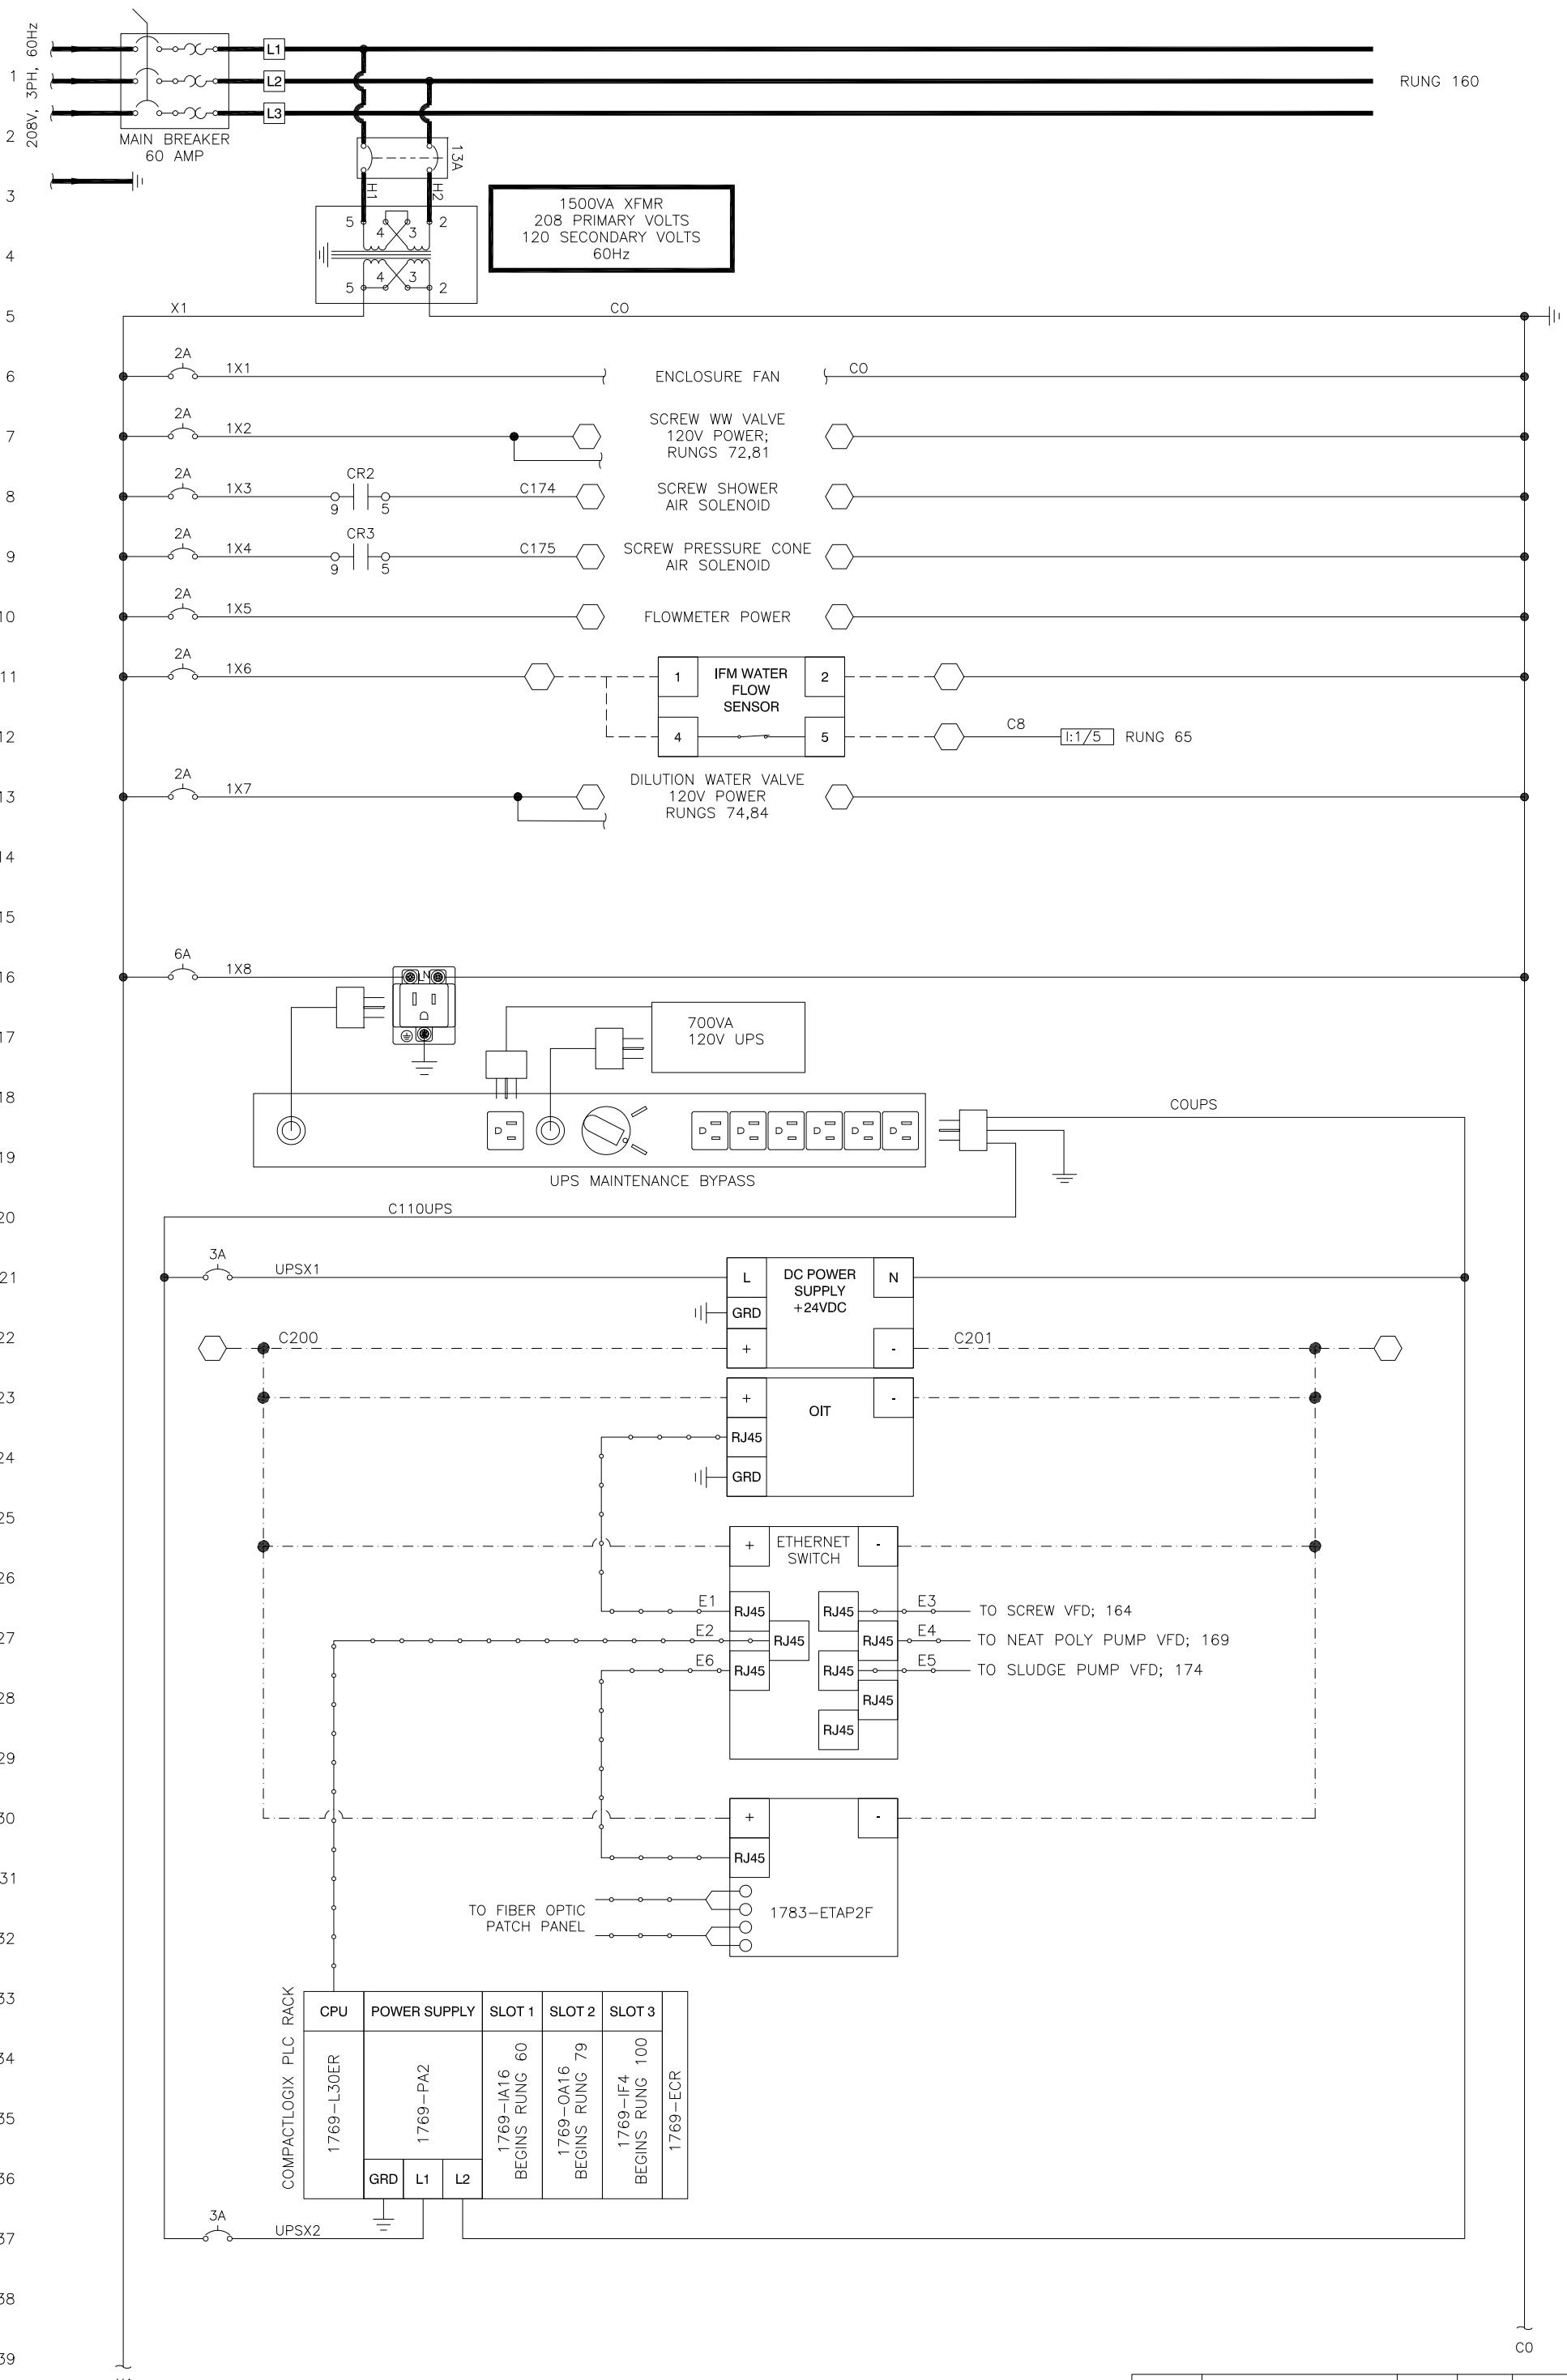 208V, 3PH, 60Hz
L1
1
L2
RUNG 160
L3
2
MAIN BREAKER
60 AMP
13A
3
H1
H2
1500VA XFMR
208 PRIMARY VOLTS
120 SECONDARY VOLTS
60Hz
5
4
3
2
4
5
4
3
2
5
X1
CO
6
2A
1X1
ENCLOSURE FAN
CO
7
2A
1X2
SCREW WW VALVE
120V POWER;
RUNGS 72,81
8
2A
1X3
CR2
9
5
C174
SCREW SHOWER
AIR SOLENOID
9
2A
1X4
CR3
9
5
C175
SCREW PRESSURE CONE
AIR SOLENOID
10
2A
1X5
FLOWMETER POWER
11
2A
1X6
1
IFM WATER
FLOW
SENSOR
2
12
4
5
C8
I:1/5
RUNG 65
13
2A
1X7
DILUTION WATER VALVE
120V POWER
RUNGS 74,84
14
15
16
6A
1X8
L
N
17
700VA
120V UPS
18
COUPS
19
UPS MAINTENANCE BYPASS
20
C110UPS
21
3A
UPSX1
L
DC POWER
SUPPLY
+24VDC
N
GRD
22
C200
+
-
C201
23
+
OIT
-
24
RJ45
GRD
25
+
ETHERNET
SWITCH
-
26
E1
RJ45
RJ45
E3
TO SCREW VFD; 164
27
E2
RJ45
RJ45
E4
TO NEAT POLY PUMP VFD; 169
E6
RJ45
RJ45
E5
TO SLUDGE PUMP VFD; 174
28
RJ45
RJ45
29
30
+
-
31
RJ45
TO FIBER OPTIC
PATCH PANEL
1783-ETAP2F
32
33
COMPACTLOGIX PLC RACK
CPU
POWER SUPPLY
SLOT 1
SLOT 2
SLOT 3
34
1769-L30ER
1769-PA2
1769-IA16
BEGINS RUNG 60
1769-OA16
BEGINS RUNG 79
1769-IF4
BEGINS RUNG 100
1769-ECR
35
36
GRD
L1
L2
37
3A
UPSX2
38
39
CO